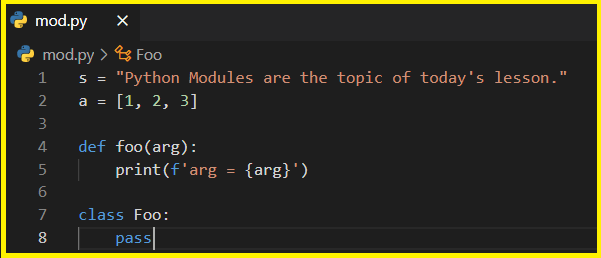 mod.py ×
mod.py > Foo
1 s = "Python Modules are the topic of today's lesson."
2 a = [1, 2, 3]
3
4 def foo(arg):
5     print(f'arg = {arg}')
6
7 class Foo:
8     pass